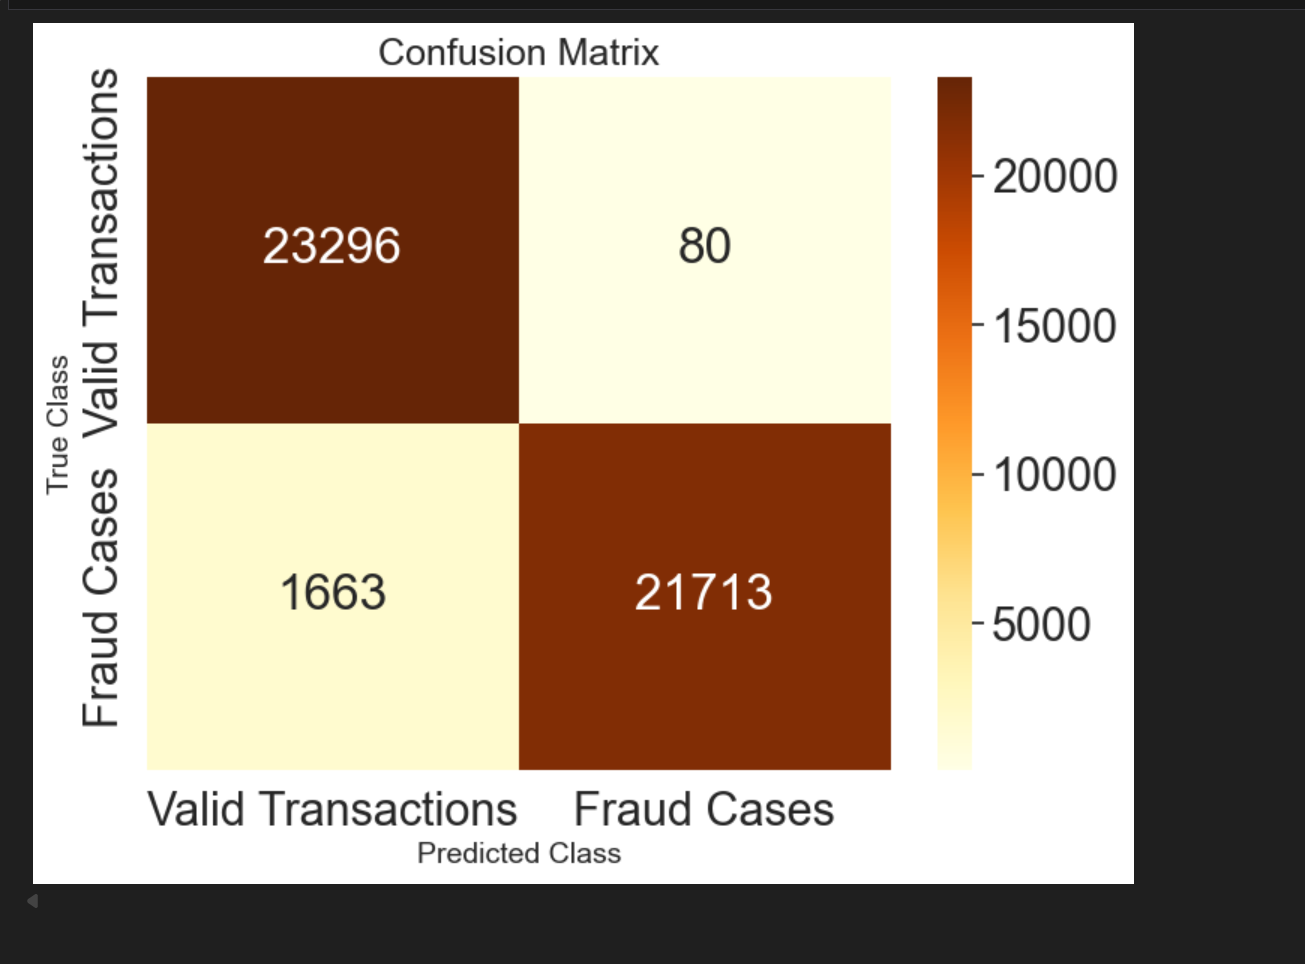 Confusion Matrix
True Class
Valid Transactions
Fraud Cases
23296
80
1663
21713
20000
15000
10000
5000
Valid Transactions
Fraud Cases
Predicted Class